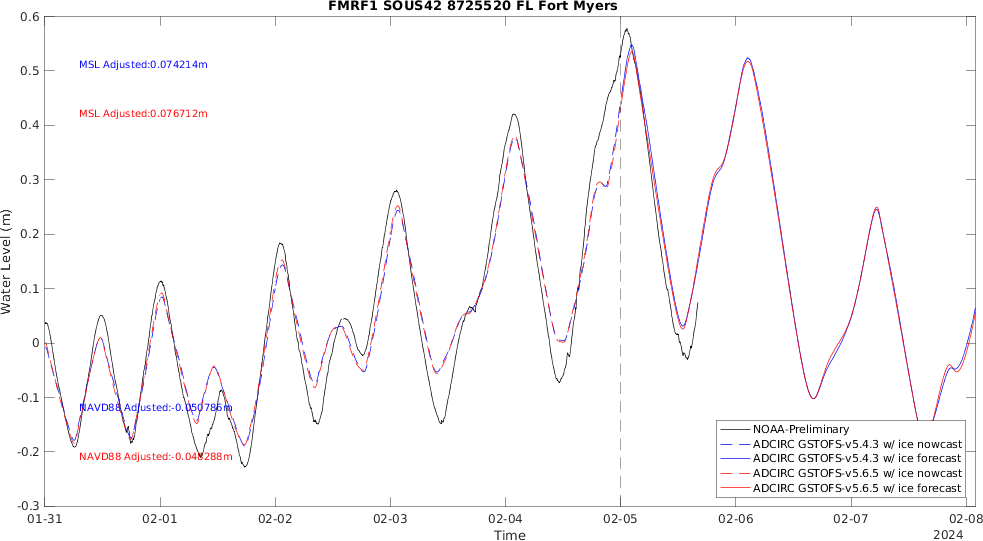 FMRF1 SOUS42 8725520 FL Fort Myers
0.6
0.5
0.4
0.3
0.2
0.1
0
-0.1
-0.2
-0.3
Water Level (m)
MSL Adjusted:0.074214m
MSL Adjusted:0.076712m
NAVD88 Adjusted:-0.050786m
NAVD88 Adjusted:-0.048288m
NOAA-Preliminary
ADCIRC GSTOFS-v5.4.3 w/ ice nowcast
ADCIRC GSTOFS-v5.4.3 w/ ice forecast
ADCIRC GSTOFS-v5.6.5 w/ ice nowcast
ADCIRC GSTOFS-v5.6.5 w/ ice forecast
01-31 02-01 02-02 02-03 02-04 02-05 02-06 02-07 02-08
Time
2024